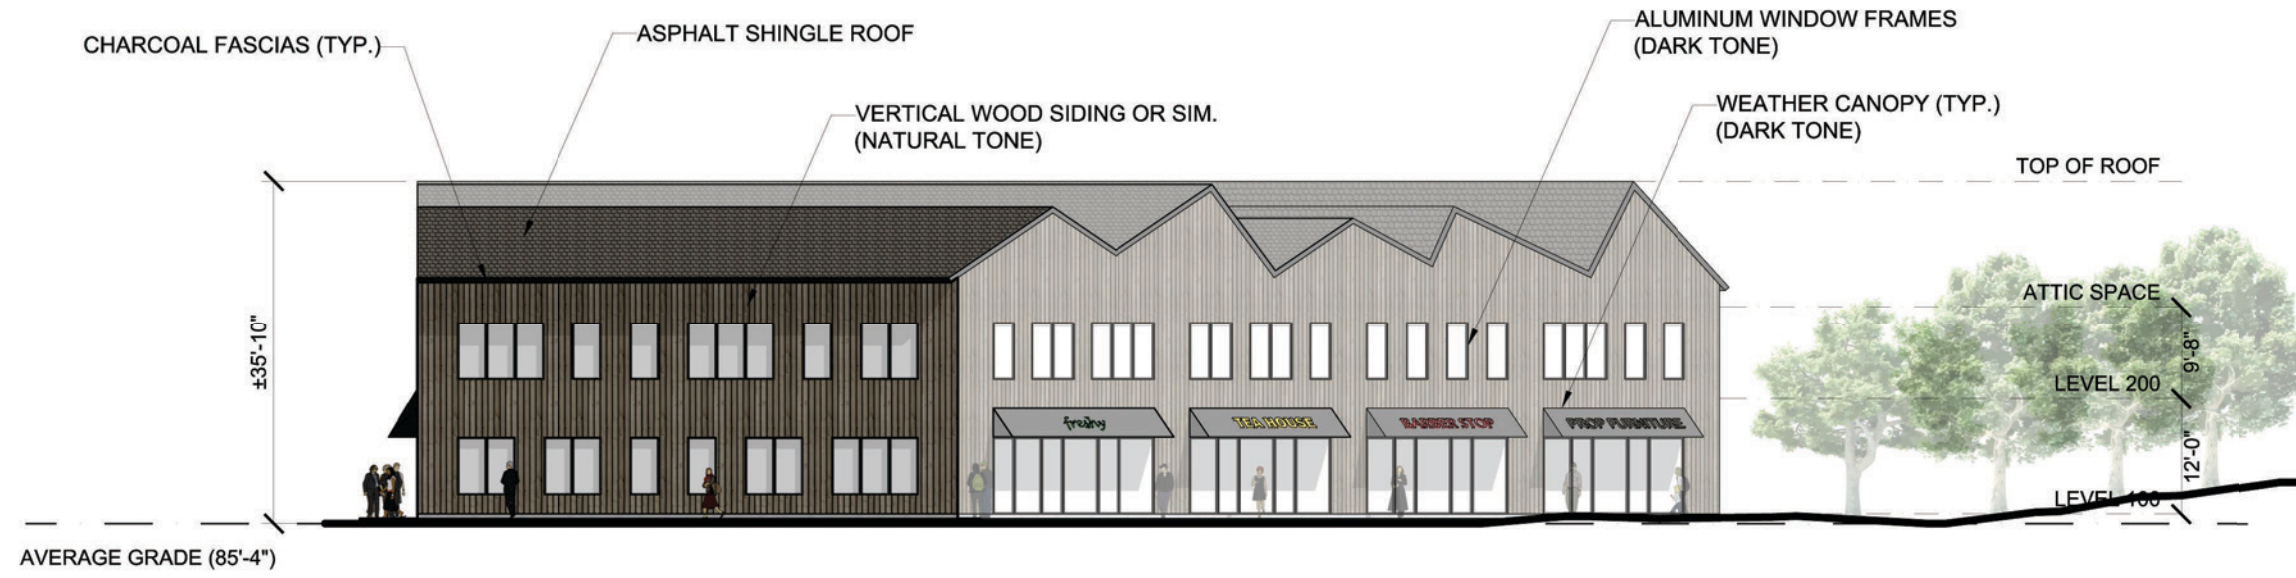 ALUMINUM WINDOW FRAMES
(DARK TONE)
CHARCOAL FASCIAS (TYP.)
ASPHALT SHINGLE ROOF
VERTICAL WOOD SIDING OR SIM.
(NATURAL TONE)
WEATHER CANOPY (TYP.)
(DARK TONE)
TOP OF ROOF
ATTIC SPACE
±35'-10"
9'-8"
LEVEL 200
freshy
TEA HOUSE
BARBER STOP
PROP FURNITURE
12'-0"
LEVEL 100
AVERAGE GRADE (85'-4")